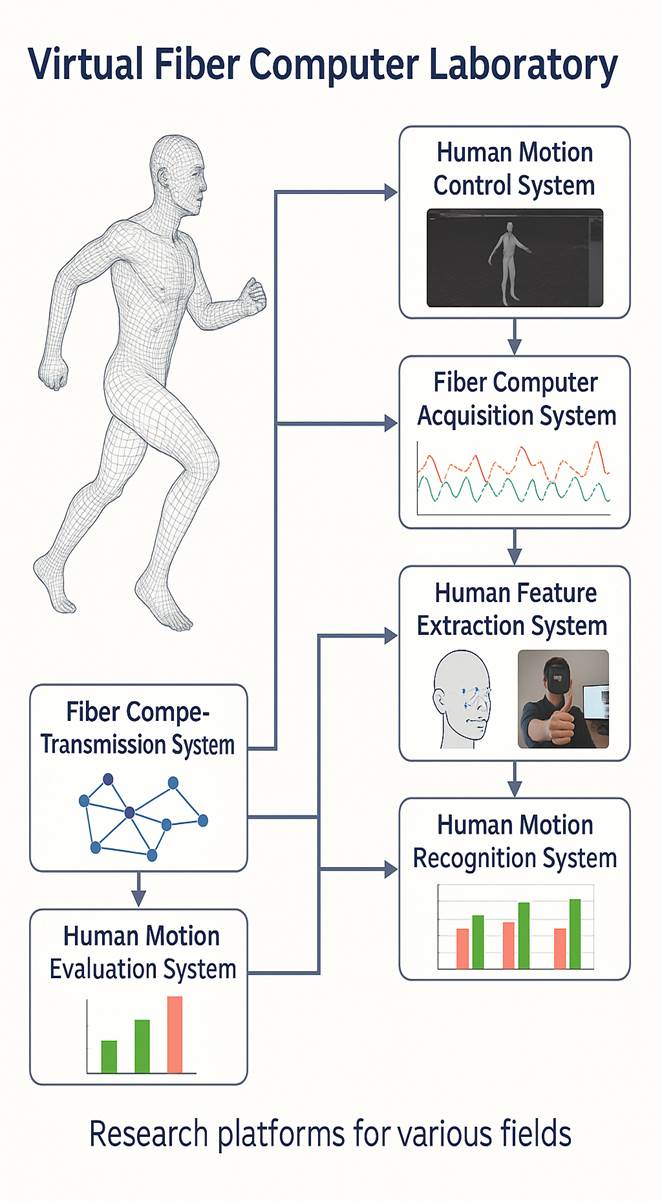 Virtual Fiber Computer Laboratory
Human Motion
Control System
Fiber Computer
Acquisition System
Human Feature
Extraction System
Fiber Compe-
Transmission System
Human Motion
Recognition System
Human Motion
Evaluation System
Research platforms for various fields